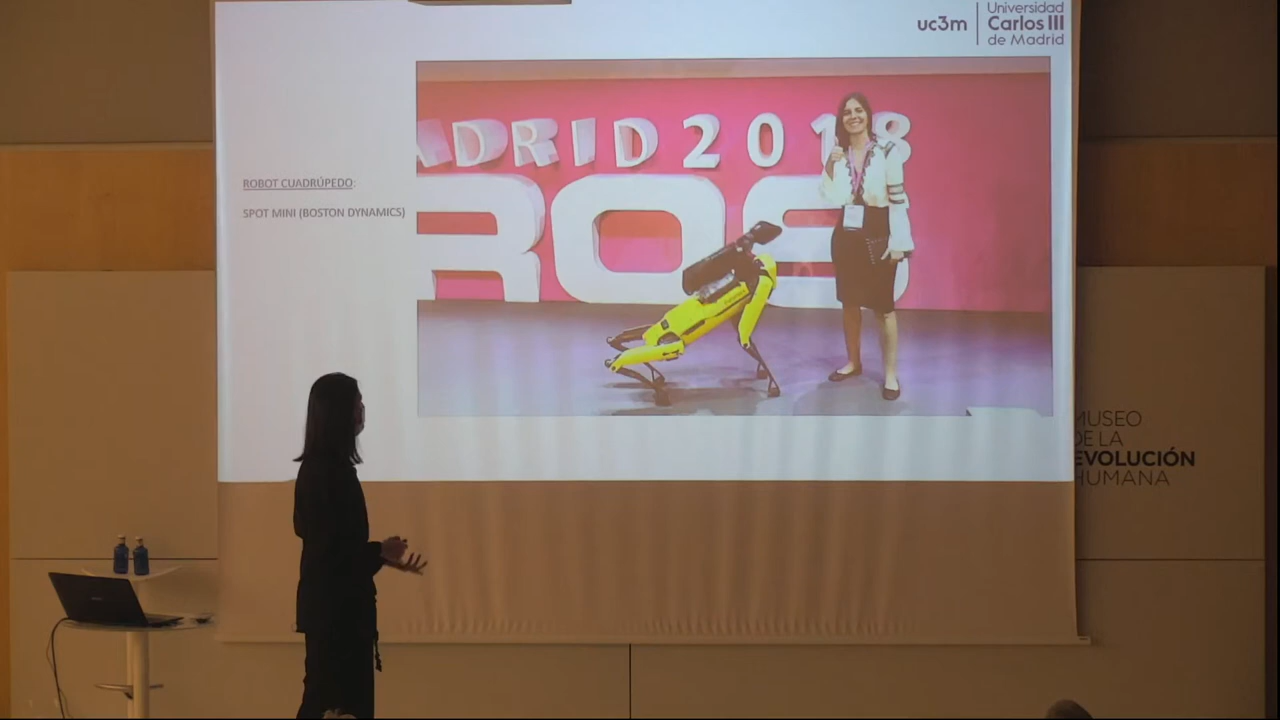 uc3m
Universidad
Carlos III
de Madrid
ADRID 2018
ROS
ROBOT CUADRÚPEDO:
SPOT MINI (BOSTON DYNAMICS)
MUSEO
DE LA
EVOLUCIÓN
HUMANA